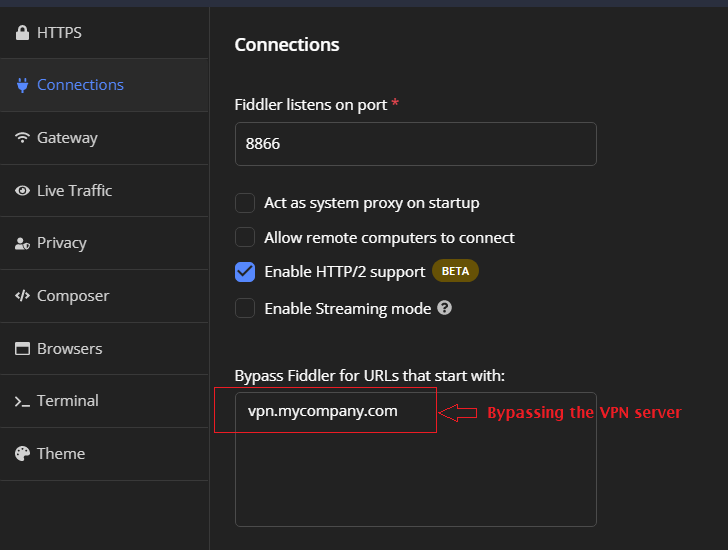 HTTPS
Connections
Gateway
Live Traffic
Privacy
Composer
Browsers
Terminal
Theme
Connections
Fiddler listens on port *
8866
Act as system proxy on startup
Allow remote computers to connect
Enable HTTP/2 support BETA
Enable Streaming mode ?
Bypass Fiddler for URLs that start with:
vpn.mycompany.com
Bypassing the VPN server